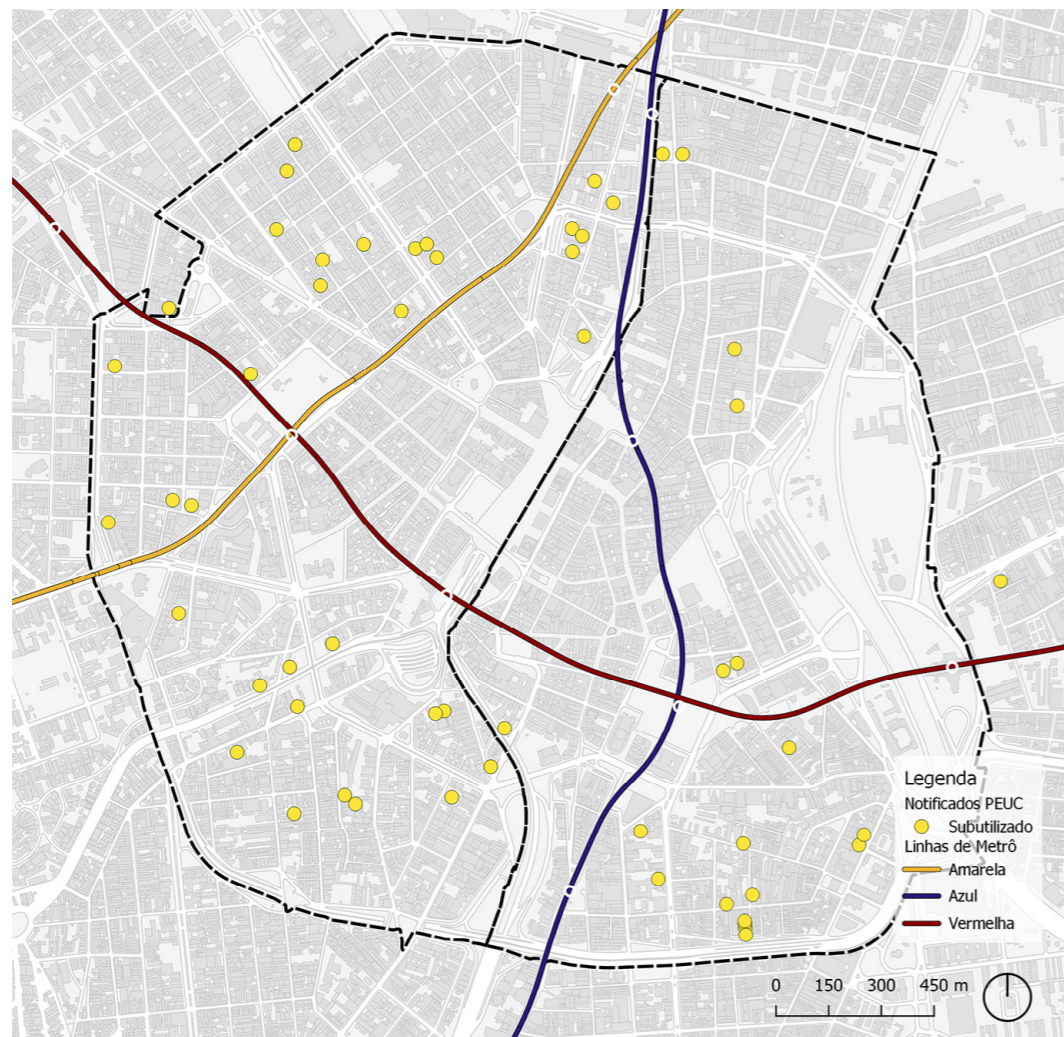 Legenda
Notificados PEUC
Subutilizado
Linhas de Metrô
Amarela
Azul
Vermelha
0 150 300 450 m